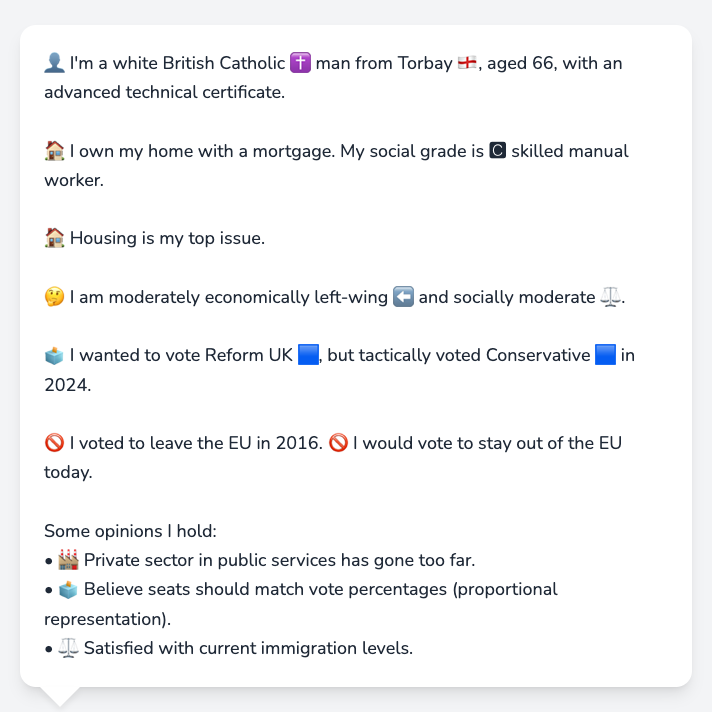 👤 I'm a white British Catholic ✝️ man from Torbay 🏴󠁧󠁢󠁥󠁮󠁧󠁿, aged 66, with an
advanced technical certificate.
🏠 I own my home with a mortgage. My social grade is 🅲 skilled manual
worker.
🏠 Housing is my top issue.
🤔 I am moderately economically left-wing ⬅️ and socially moderate ⚖️.
🗳️ I wanted to vote Reform UK 🟦, but tactically voted Conservative 🟦 in
2024.
🚫 I voted to leave the EU in 2016. 🚫 I would vote to stay out of the EU
today.
Some opinions I hold:
• 🏭 Private sector in public services has gone too far.
• 🗳️ Believe seats should match vote percentages (proportional
representation).
• ⚖️ Satisfied with current immigration levels.